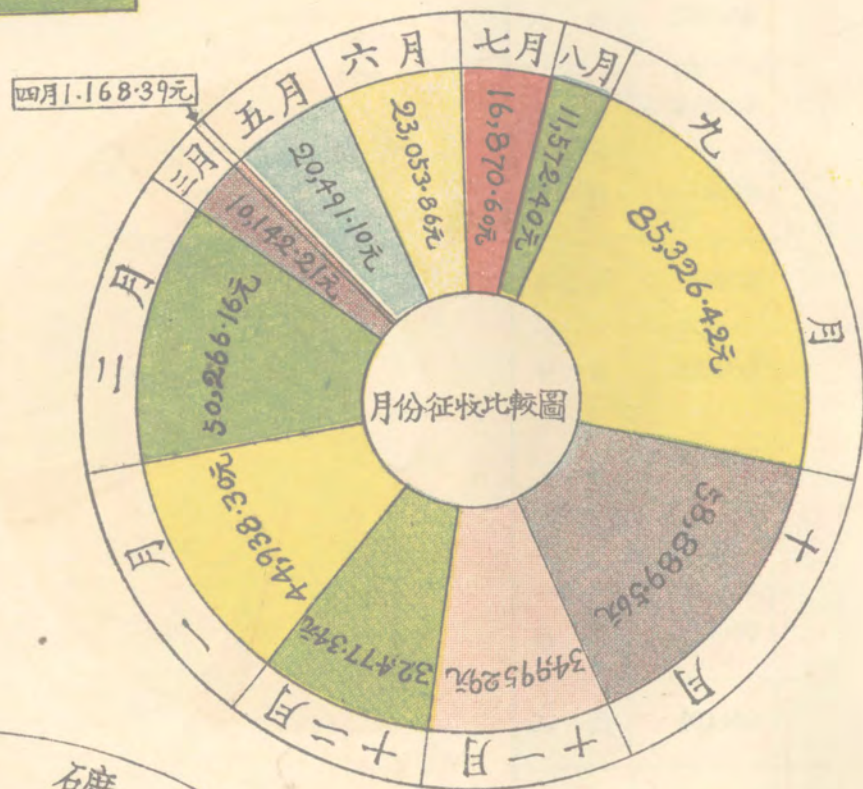 月份征收比較圖
一月
44,938.30元
二月
50,266.16元
三月
10,142.21元
四月1.168.39元
五月
20,491.10元
六月
23,053.86元
七月
16,870.60元
八月
11,572.40元
九月
85,326.42元
十月
58,889.56元
十一月
34,995.29元
十二月
32,477.34元
礦